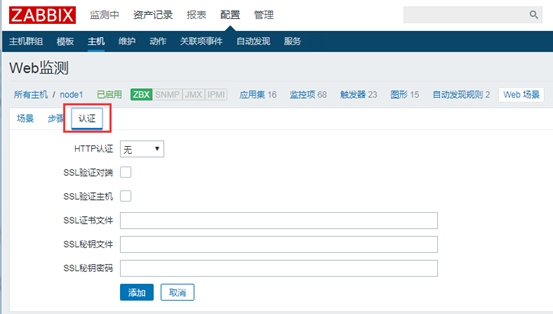 ZABBIX 监测中 资产记录 报表 配置 管理
主机群组 模板 主机 维护 动作 关联项事件 自动发现 服务
Web监测
所有主机 / node1 已启用 ZBX SNMP JMX IPMI 应用集 16 监控项 68 触发器 23 图形 15 自动发现规则 2 Web 场景
场景 步骤 认证
HTTP认证 无
SSL验证对端
SSL验证主机
SSL证书文件
SSL秘钥文件
SSL秘钥密码
添加 取消